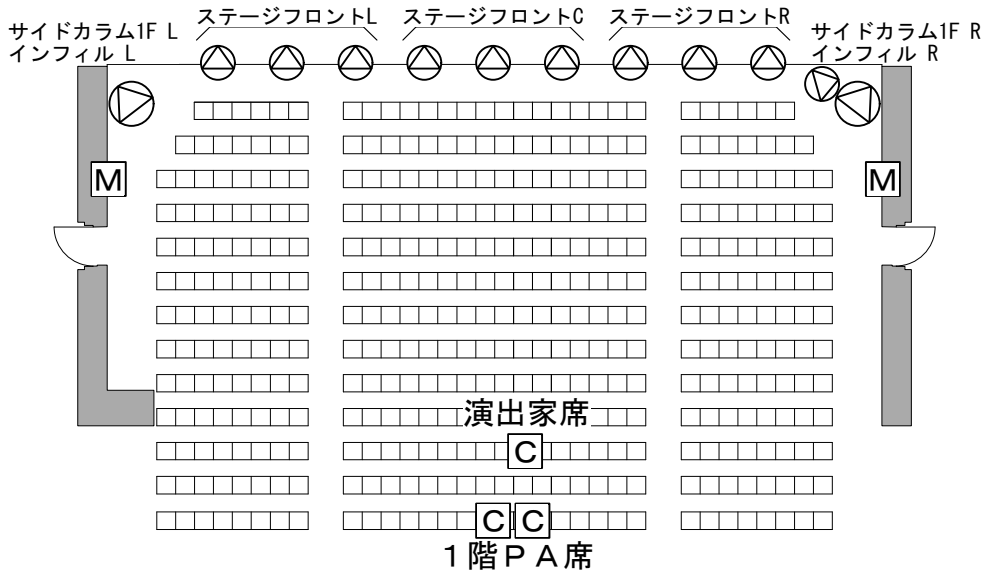 サイドカラム1F L
インフィル L
ステージフロントL
ステージフロントC
ステージフロントR
サイドカラム1F R
インフィル R
M
M
演出家席
C
C C
1階PA席